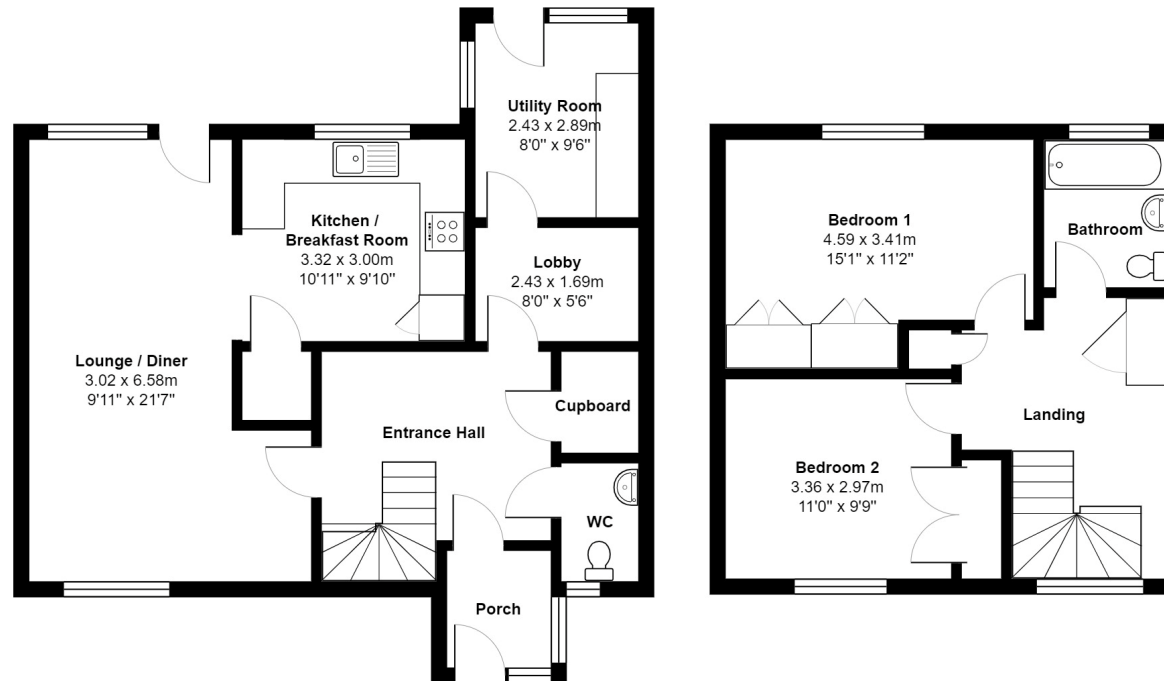 Utility Room
2.43 x 2.89m
8'0" x 9'6"
Kitchen /
Breakfast Room
3.32 x 3.00m
10'11" x 9'10"
Lobby
2.43 x 1.69m
8'0" x 5'6"
Lounge / Diner
3.02 x 6.58m
9'11" x 21'7"
Entrance Hall
Cupboard
WC
Porch
Bedroom 1
4.59 x 3.41m
15'1" x 11'2"
Bathroom
Landing
Bedroom 2
3.36 x 2.97m
11'0" x 9'9"